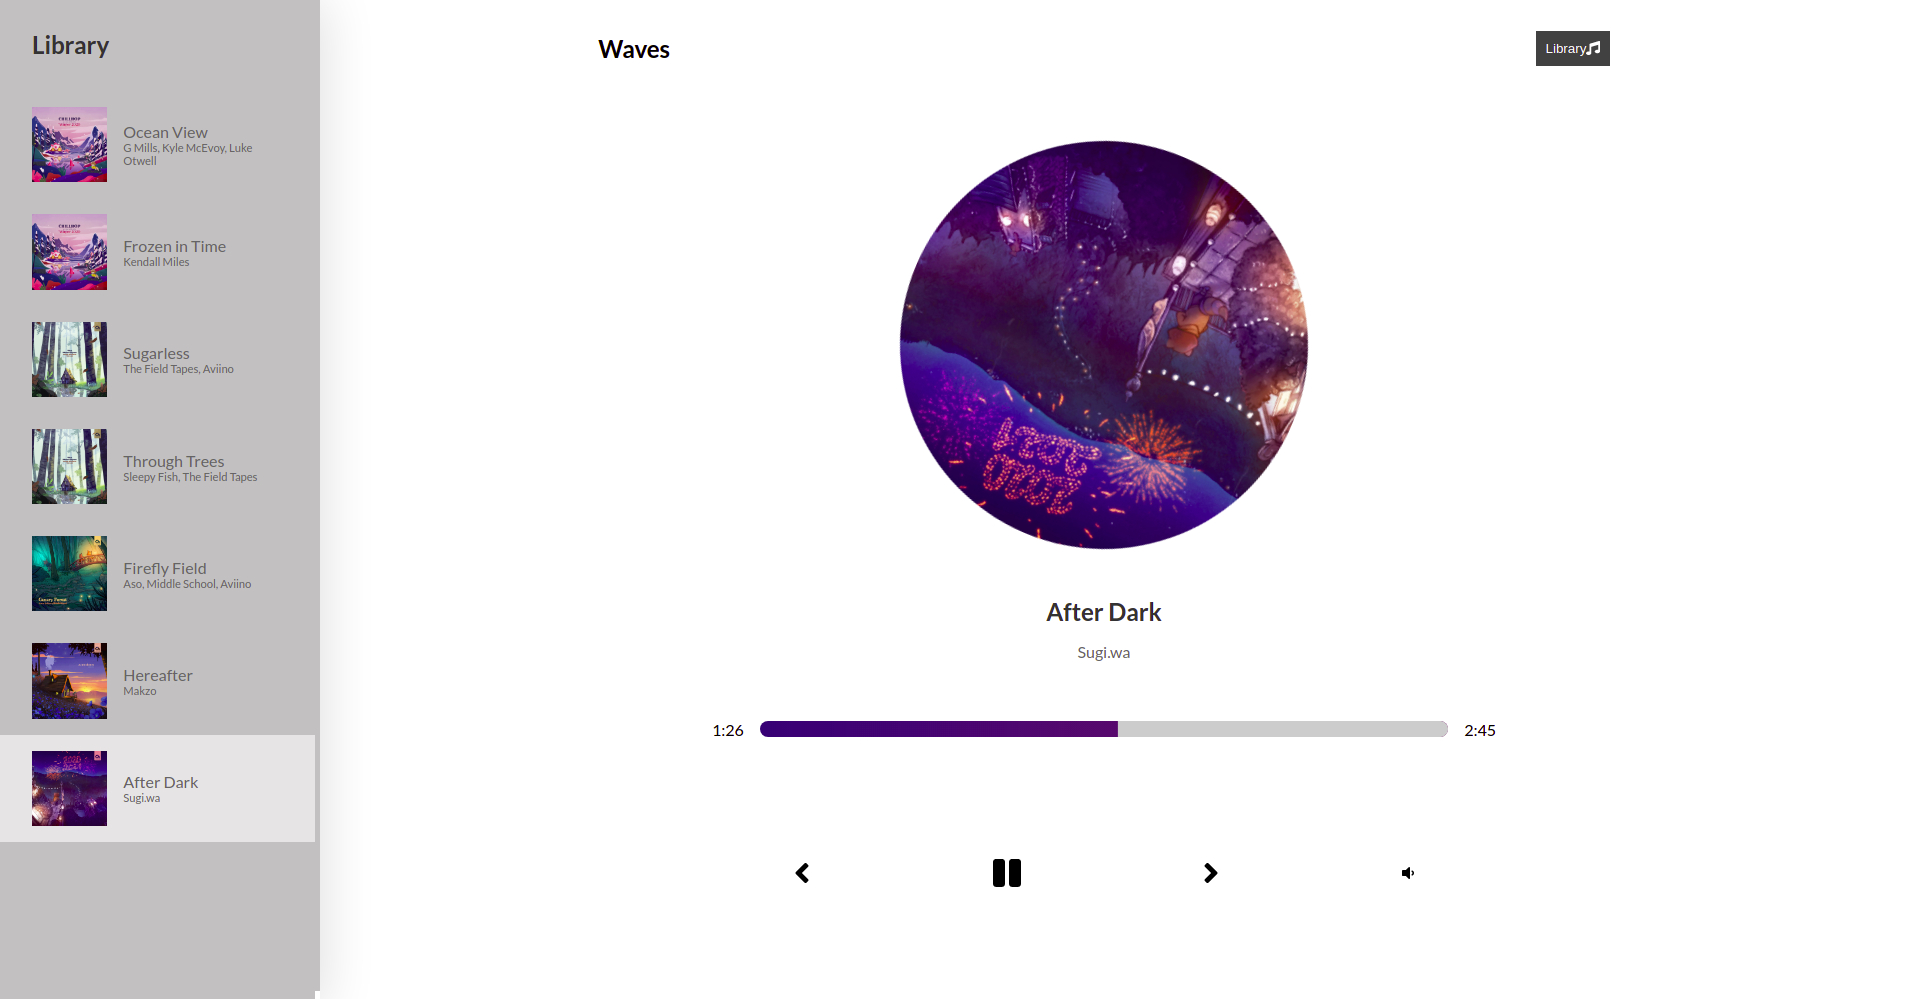 Library
Ocean View
G Mills, Kyle McEvoy, Luke
Otwell
Frozen in Time
Kendall Miles
Sugarless
The Field Tapes, Aviino
Through Trees
Sleepy Fish, The Field Tapes
Firefly Field
Aso, Middle School, Aviino
Hereafter
Makzo
After Dark
Sugi.wa
Waves
Library
After Dark
Sugi.wa
1:26
2:45